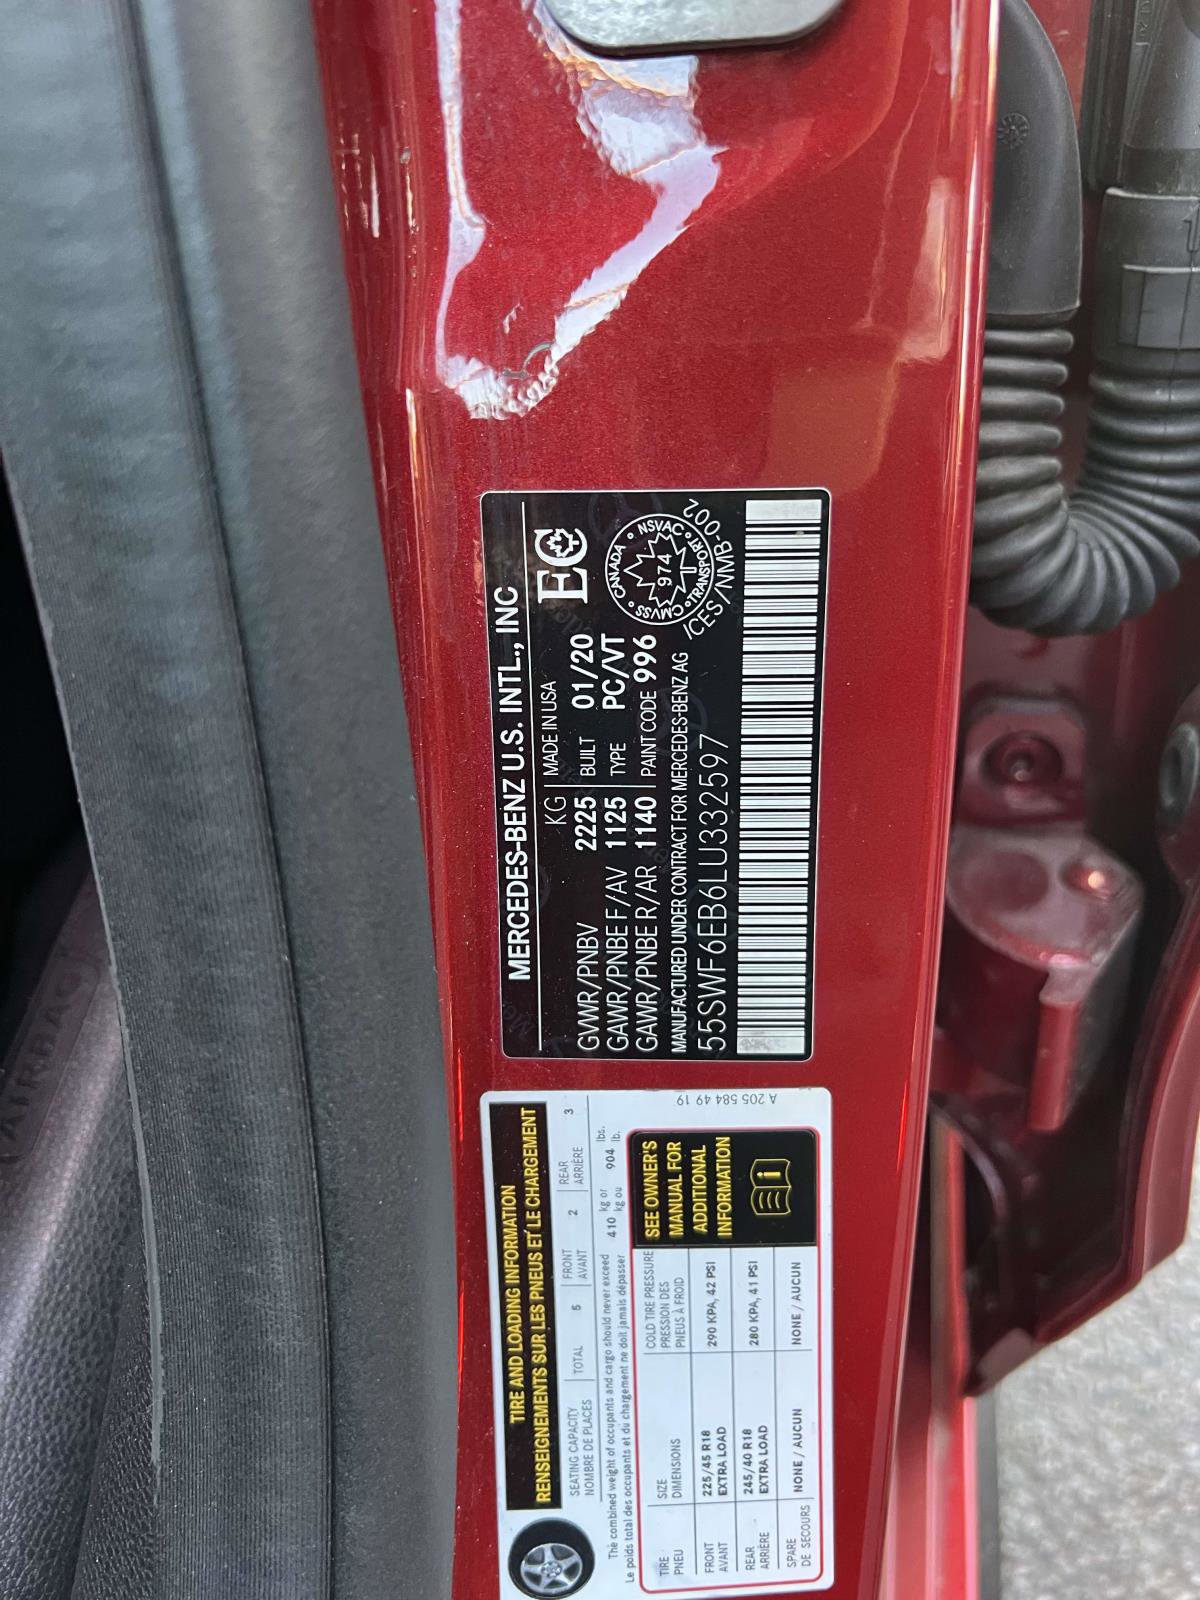 MERCEDES-BENZ U.S. INTL., INC
KG MADE IN USA
GVWR/PNBV 2225 BUILT 01/20
GAWR/PNBE F/AV 1125 TYPE PC/VT
GAWR/PNBE R/AR 1140 PAINT CODE 996
MANUFACTURED UNDER CONTRACT FOR MERCEDES-BENZ AG
55SWF6EB6LU332597
EC
CANADA • NSVAC • TRANSPORT • CMVSS •
974
ICES/NMB-002
TIRE AND LOADING INFORMATION
RENSEIGNEMENTS SUR LES PNEUS ET LE CHARGEMENT
SEATING CAPACITY TOTAL 5 FRONT 2 REAR 3
NOMBRE DE PLACES AVANT ARRIÈRE
The combined weight of occupants and cargo should never exceed 410 kg or 904 lbs.
Le poids total des occupants et du chargement ne doit jamais dépasser kg ou lb.
TIRE SIZE COLD TIRE PRESSURE
PNEU DIMENSIONS PRESSION DES
PNEUS À FROID
FRONT 225/45 R18 290 KPA, 42 PSI
AVANT EXTRA LOAD
REAR 245/40 R18 280 KPA, 41 PSI
ARRIÈRE EXTRA LOAD
SPARE NONE / AUCUN NONE / AUCUN
DE SECOURS
SEE OWNER'S
MANUAL FOR
ADDITIONAL
INFORMATION
i
A 205 584 49 19
AIRBAG